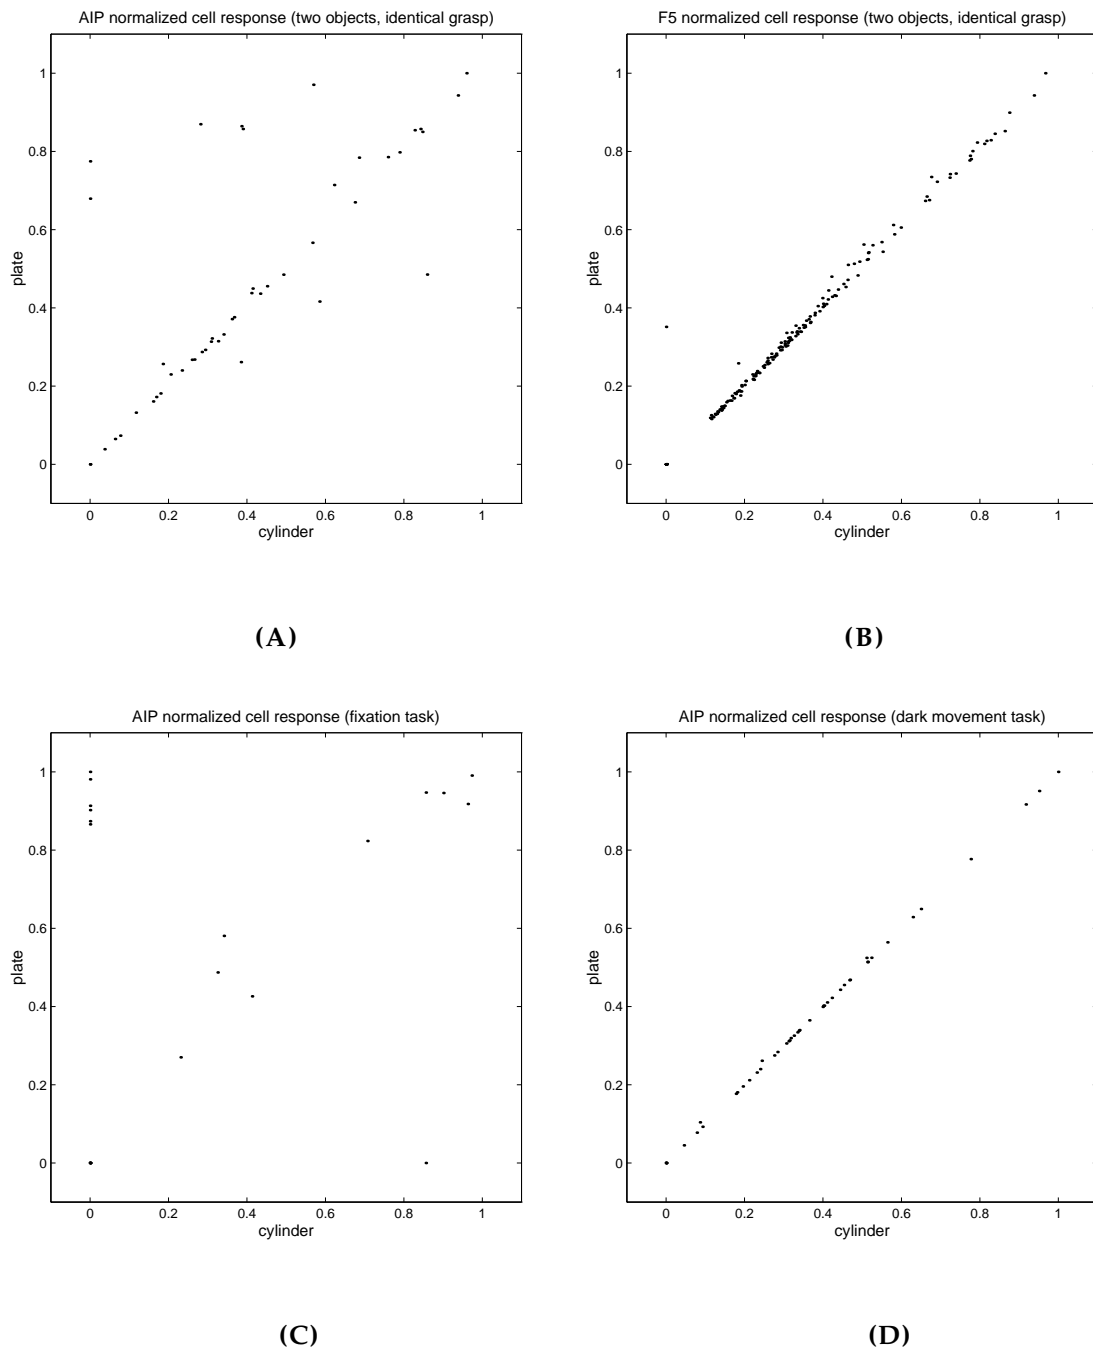 AIP normalized cell response (two objects, identical grasp)
1
0.8
0.6
0.4
0.2
0
plate
0 0.2 0.4 0.6 0.8 1
cylinder
(A)
F5 normalized cell response (two objects, identical grasp)
1
0.8
0.6
0.4
0.2
0
plate
0 0.2 0.4 0.6 0.8 1
cylinder
(B)
AIP normalized cell response (fixation task)
1
0.8
0.6
0.4
0.2
0
plate
0 0.2 0.4 0.6 0.8 1
cylinder
(C)
AIP normalized cell response (dark movement task)
1
0.8
0.6
0.4
0.2
0
plate
0 0.2 0.4 0.6 0.8 1
cylinder
(D)